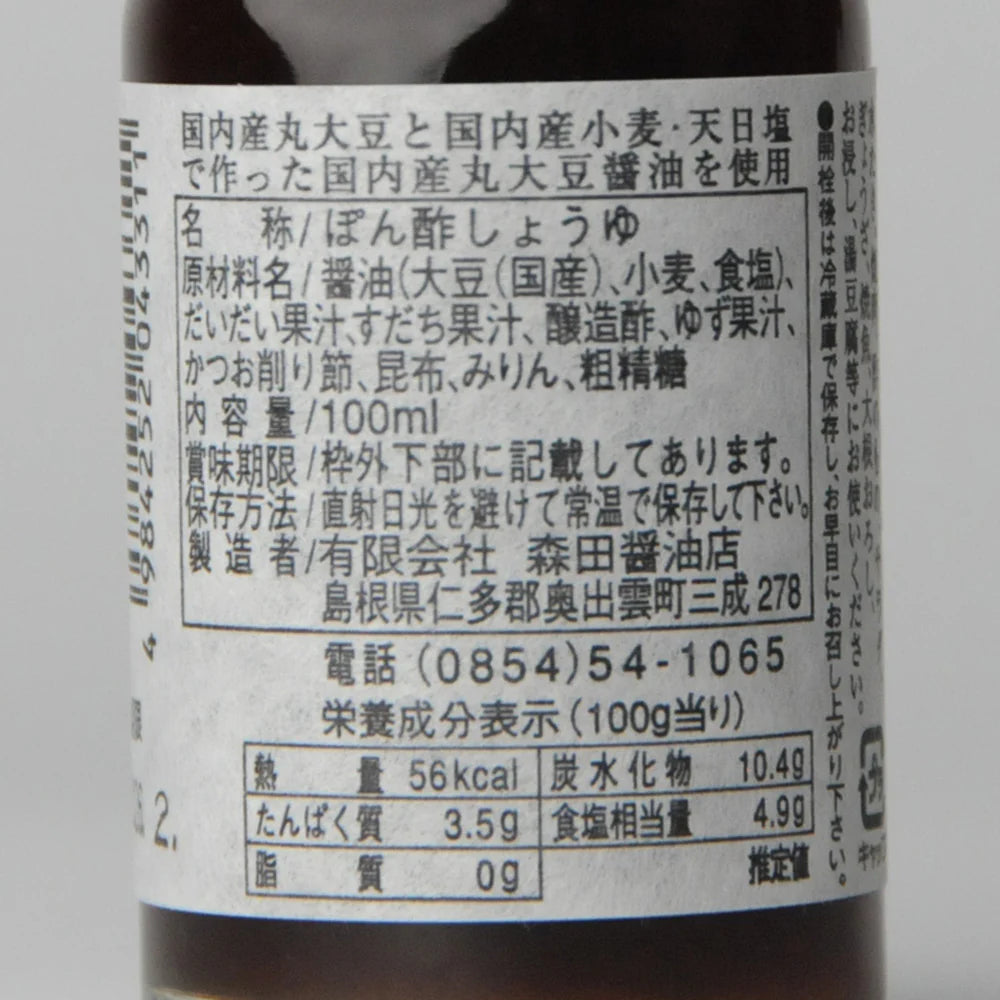 国内産丸大豆と国内産小麦・天日塩
で作った国内産丸大豆醤油を使用
名称/ぽん酢しょうゆ
原材料名/醤油(大豆(国産)、小麦、食塩)、
だいだい果汁、すだち果汁、醸造酢、ゆず果汁、
かつお削り節、昆布、みりん、粗精糖
内容量/100ml
賞味期限/枠外下部に記載してあります。
保存方法/直射日光を避けて常温で保存して下さい。
製造者/有限会社 森田醤油店
島根県仁多郡奥出雲町三成278
電話(0854)54-1065
栄養成分表示(100g当り)
熱量 56kcal 炭水化物 10.4g
たんぱく質 3.5g 食塩相当量 4.9g
脂質 0g
推定値
お浸し、湯豆腐等にお使いください。
●開栓後は冷蔵庫で保存し、お早目にお召し上がり下さい。
4 984252 043311
2.